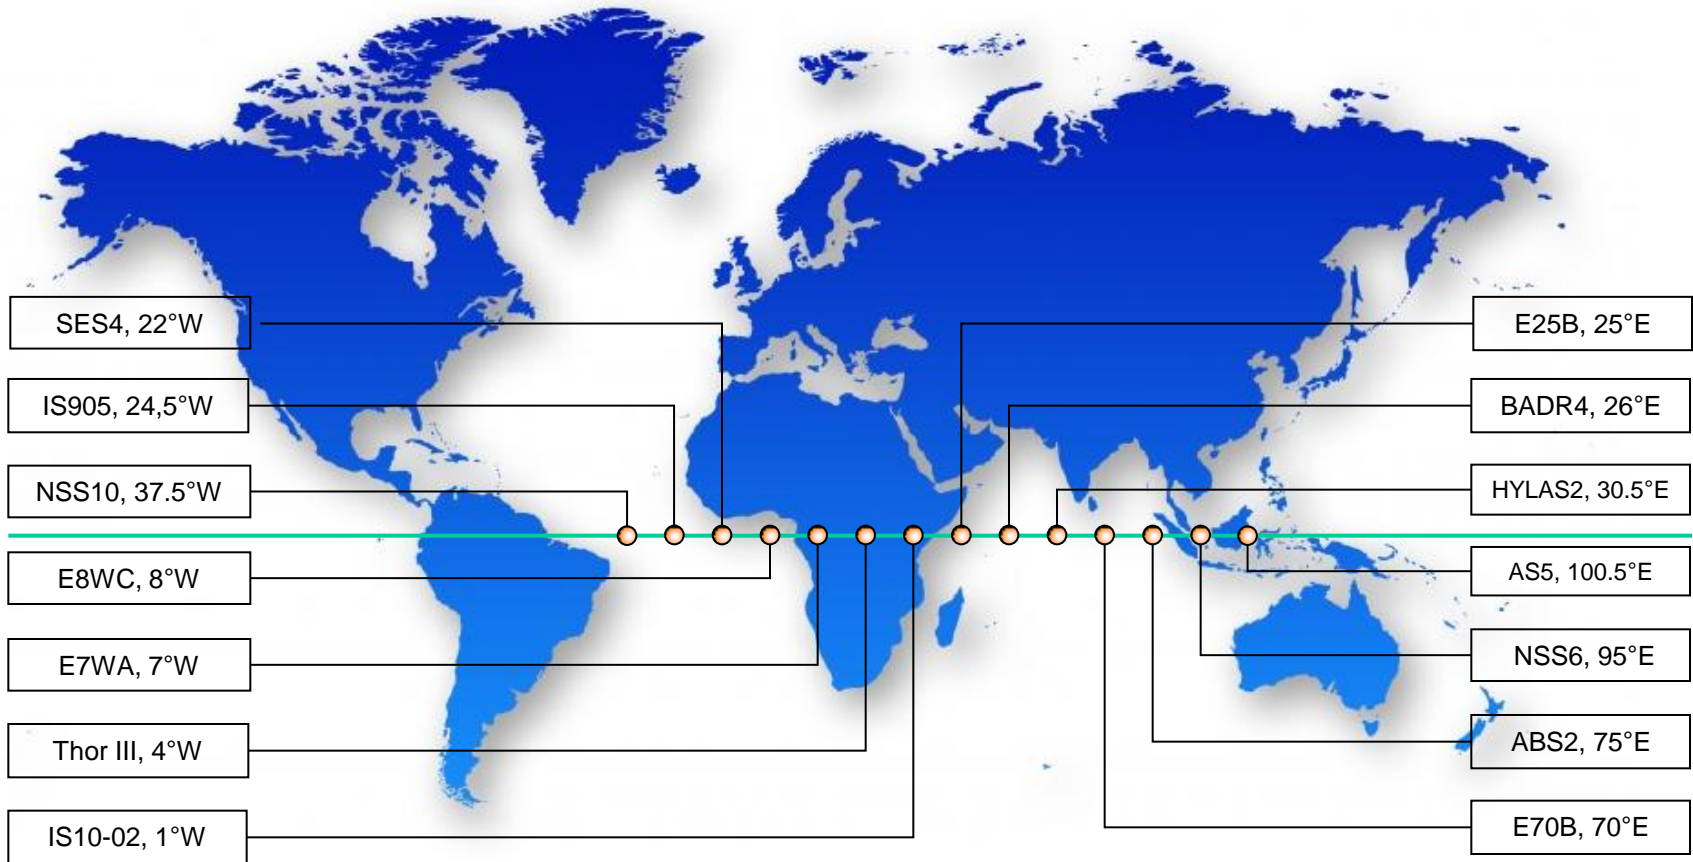 SES4, 22°W
IS905, 24,5°W
NSS10, 37.5°W
E8WC, 8°W
E7WA, 7°W
Thor III, 4°W
IS10-02, 1°W
E25B, 25°E
BADR4, 26°E
HYLAS2, 30.5°E
AS5, 100.5°E
NSS6, 95°E
ABS2, 75°E
E70B, 70°E